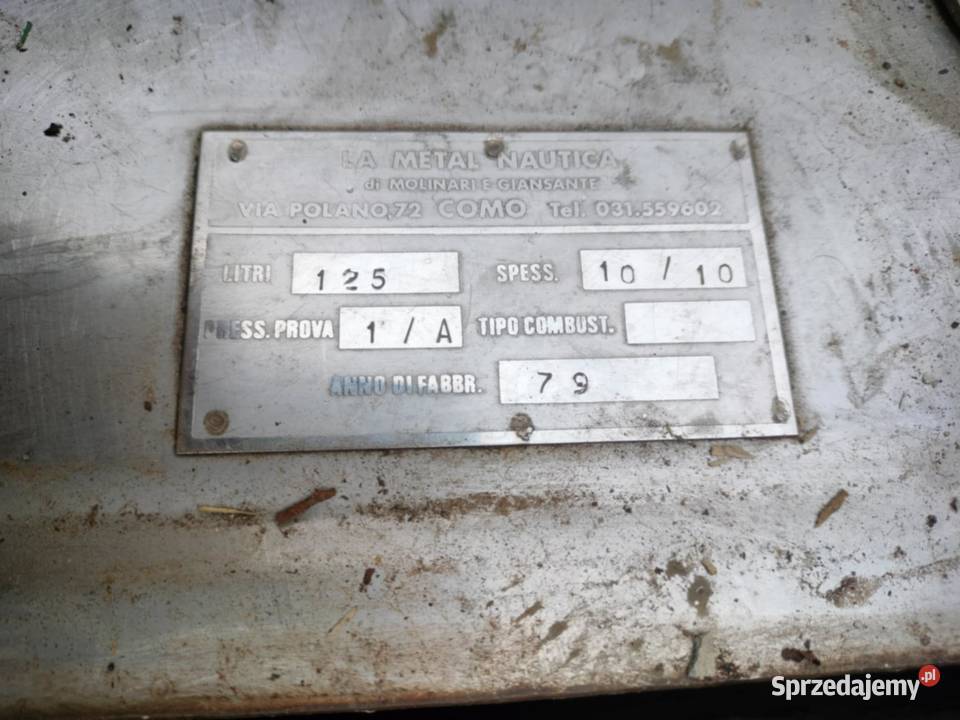 LA METAL NAUTICA
di MOLINARI E GIANSANTE
VIA POLANO,72 COMO Tel. 031.559602
LITRI 125 SPESS. 10 / 10
PRESS. PROVA 1 / A TIPO COMBUST.
ANNO DI FABBR. 79
Sprzedajemy.pl